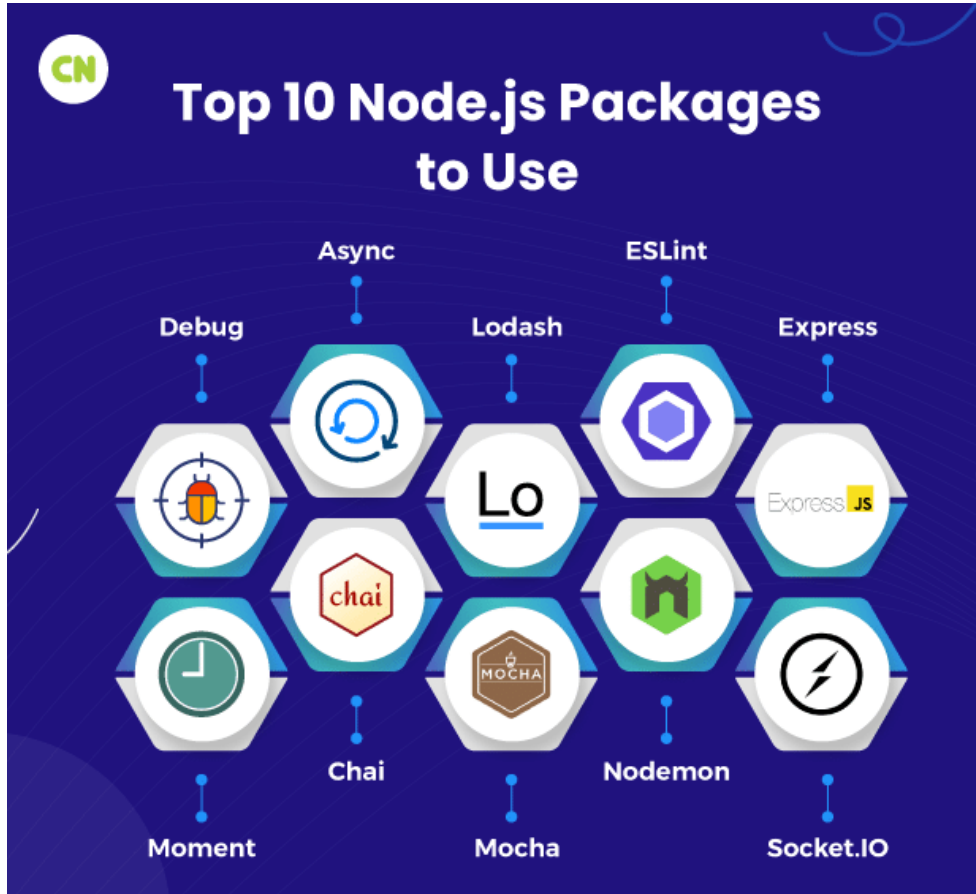 CN
Top 10 Node.js Packages
to Use
Async
ESLint
Debug
Lodash
Express
Lo
Express JS
chai
MOCHA
Chai
Nodemon
Moment
Mocha
Socket.IO